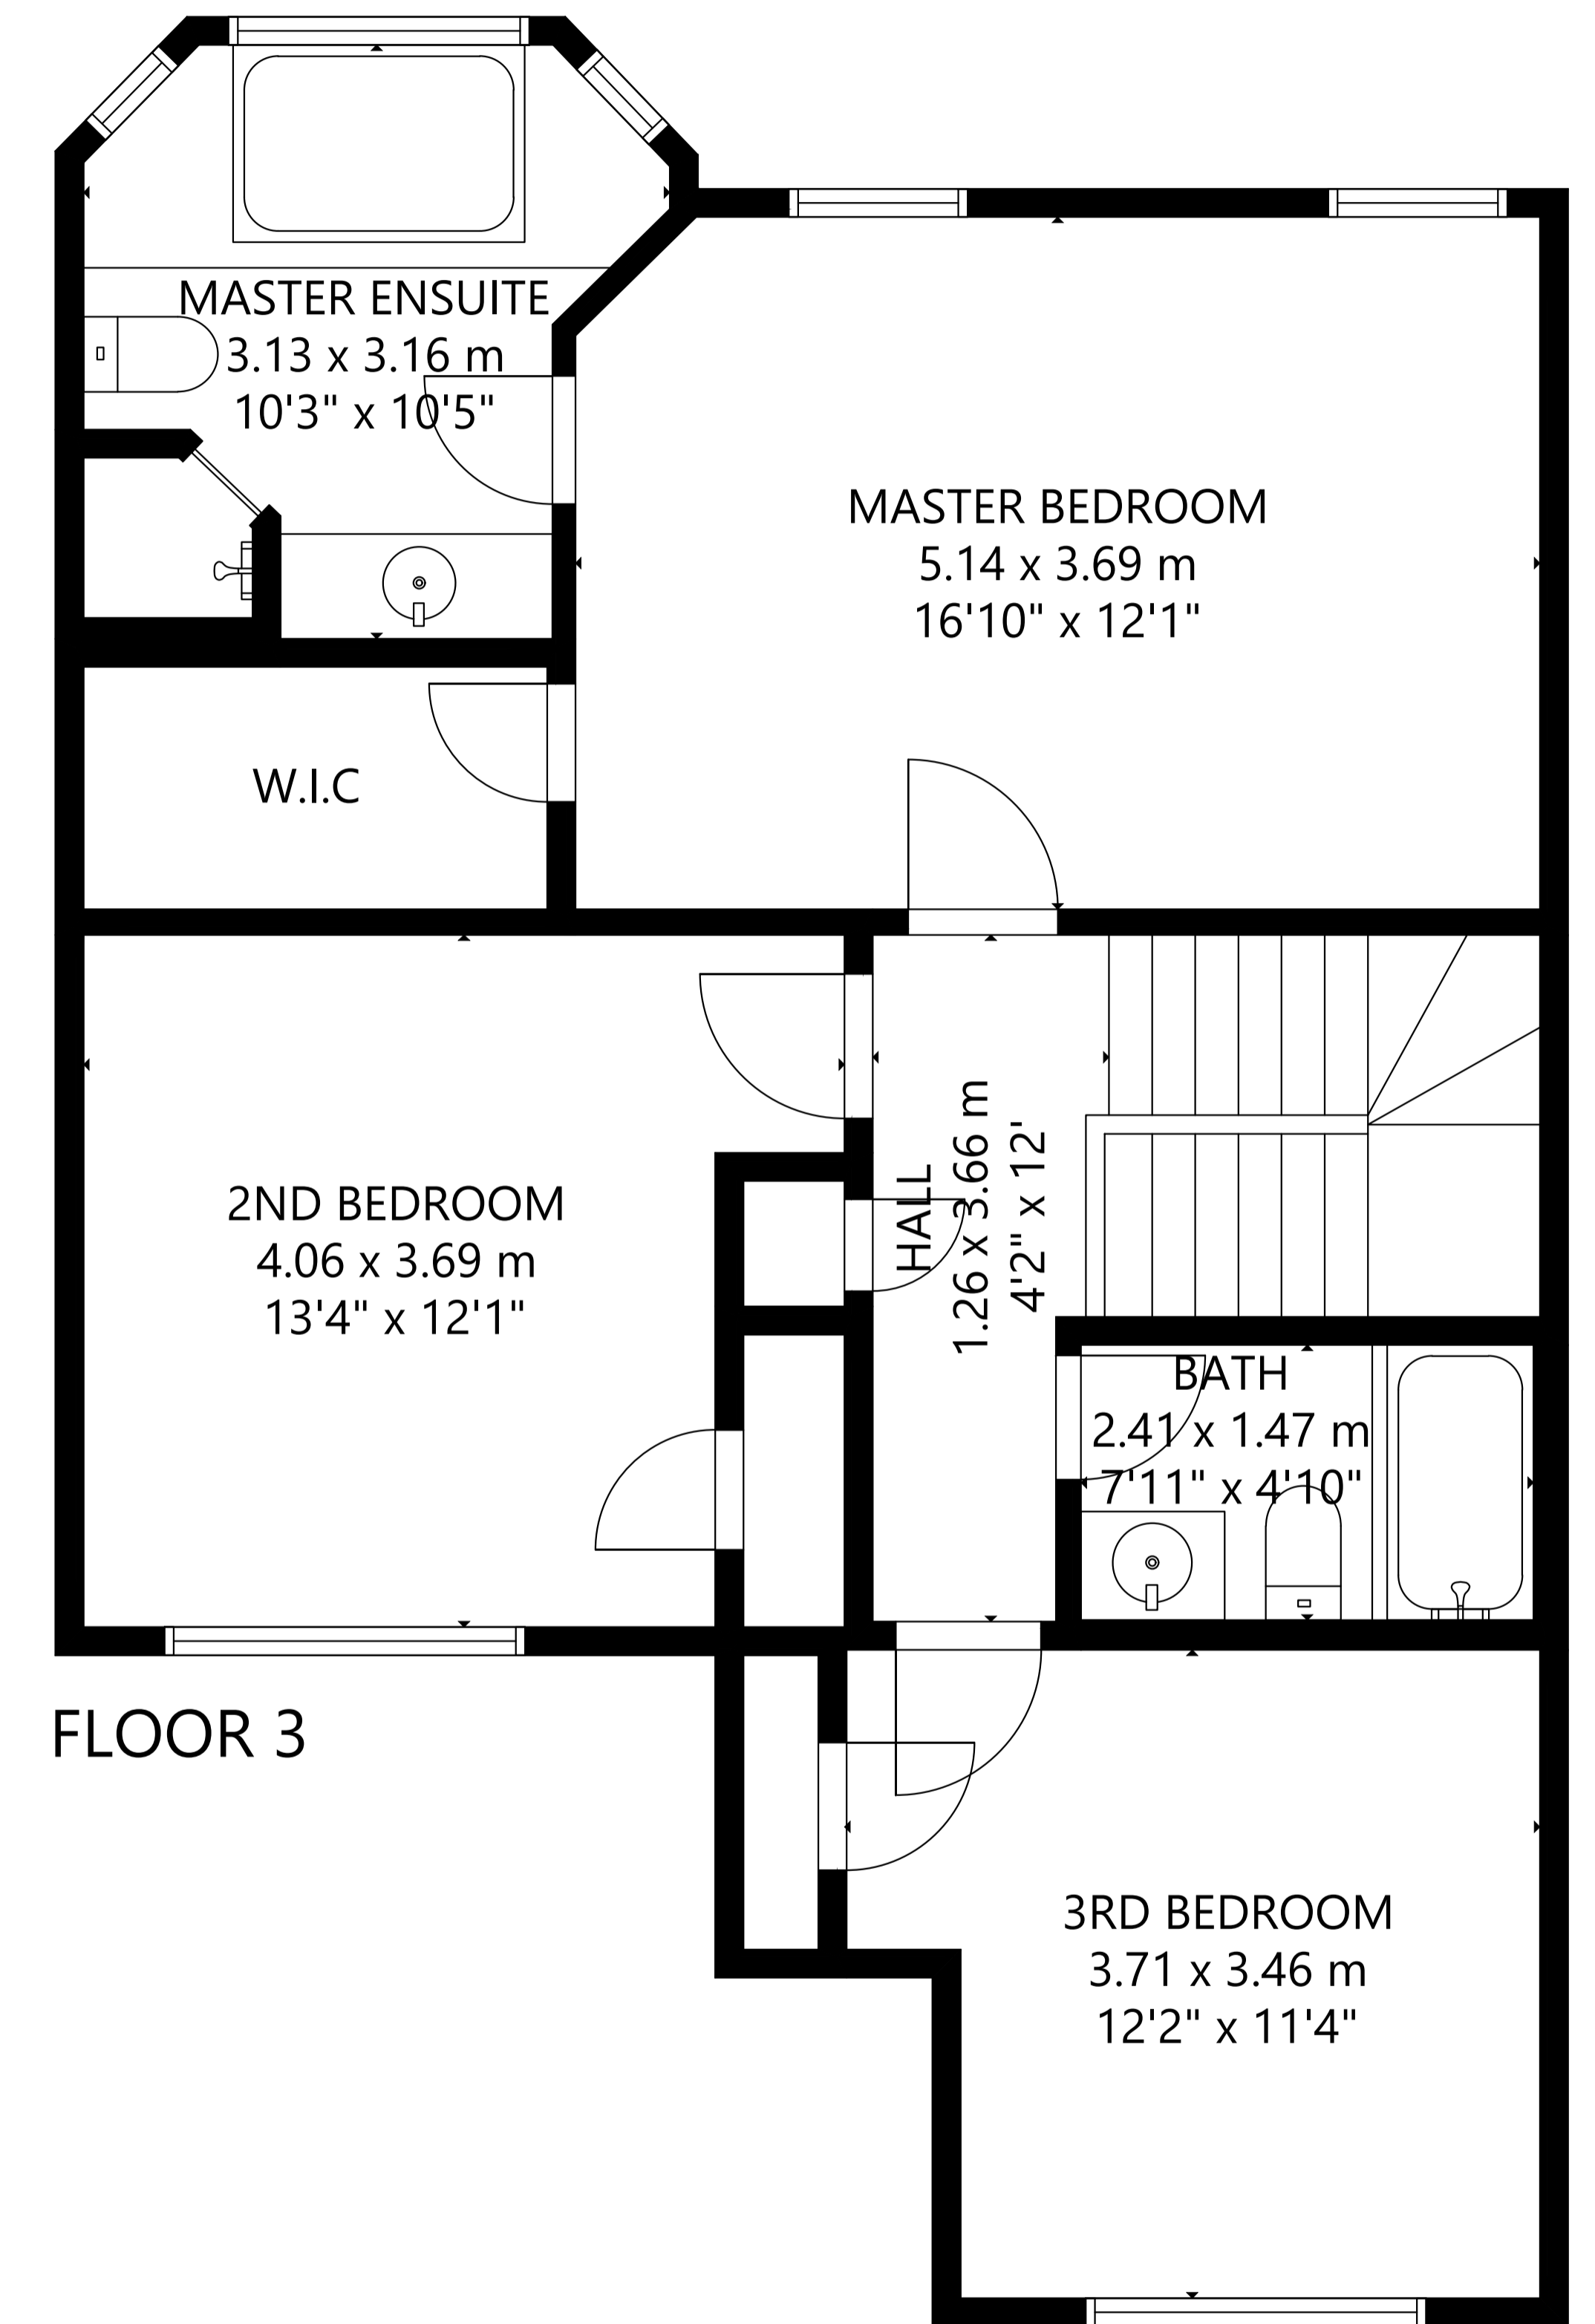 MASTER ENSUITE
3.13 x 3.16 m
10'3" x 10'5"
MASTER BEDROOM
5.14 x 3.69 m
16'10" x 12'1"
W.I.C
2ND BEDROOM
4.06 x 3.69 m
13'4" x 12'1"
HALL
1.26 x 3.66 m
4'2" x 12'
BATH
2.41 x 1.47 m
7'11" x 4'10"
FLOOR 3
3RD BEDROOM
3.71 x 3.46 m
12'2" x 11'4"